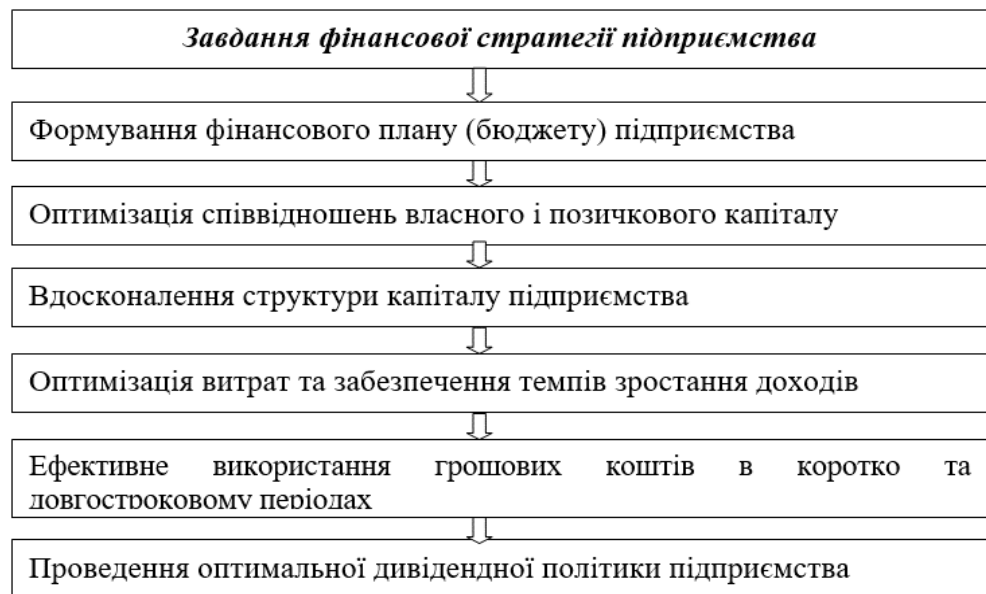 Завдання фінансової стратегії підприємства
Формування фінансового плану (бюджету) підприємства
Оптимізація співвідношень власного і позичкового капіталу
Вдосконалення структури капіталу підприємства
Оптимізація витрат та забезпечення темпів зростання доходів
Ефективне використання грошових коштів в коротко та
довгостроковому періодах
Проведення оптимальної дивідендної політики підприємства